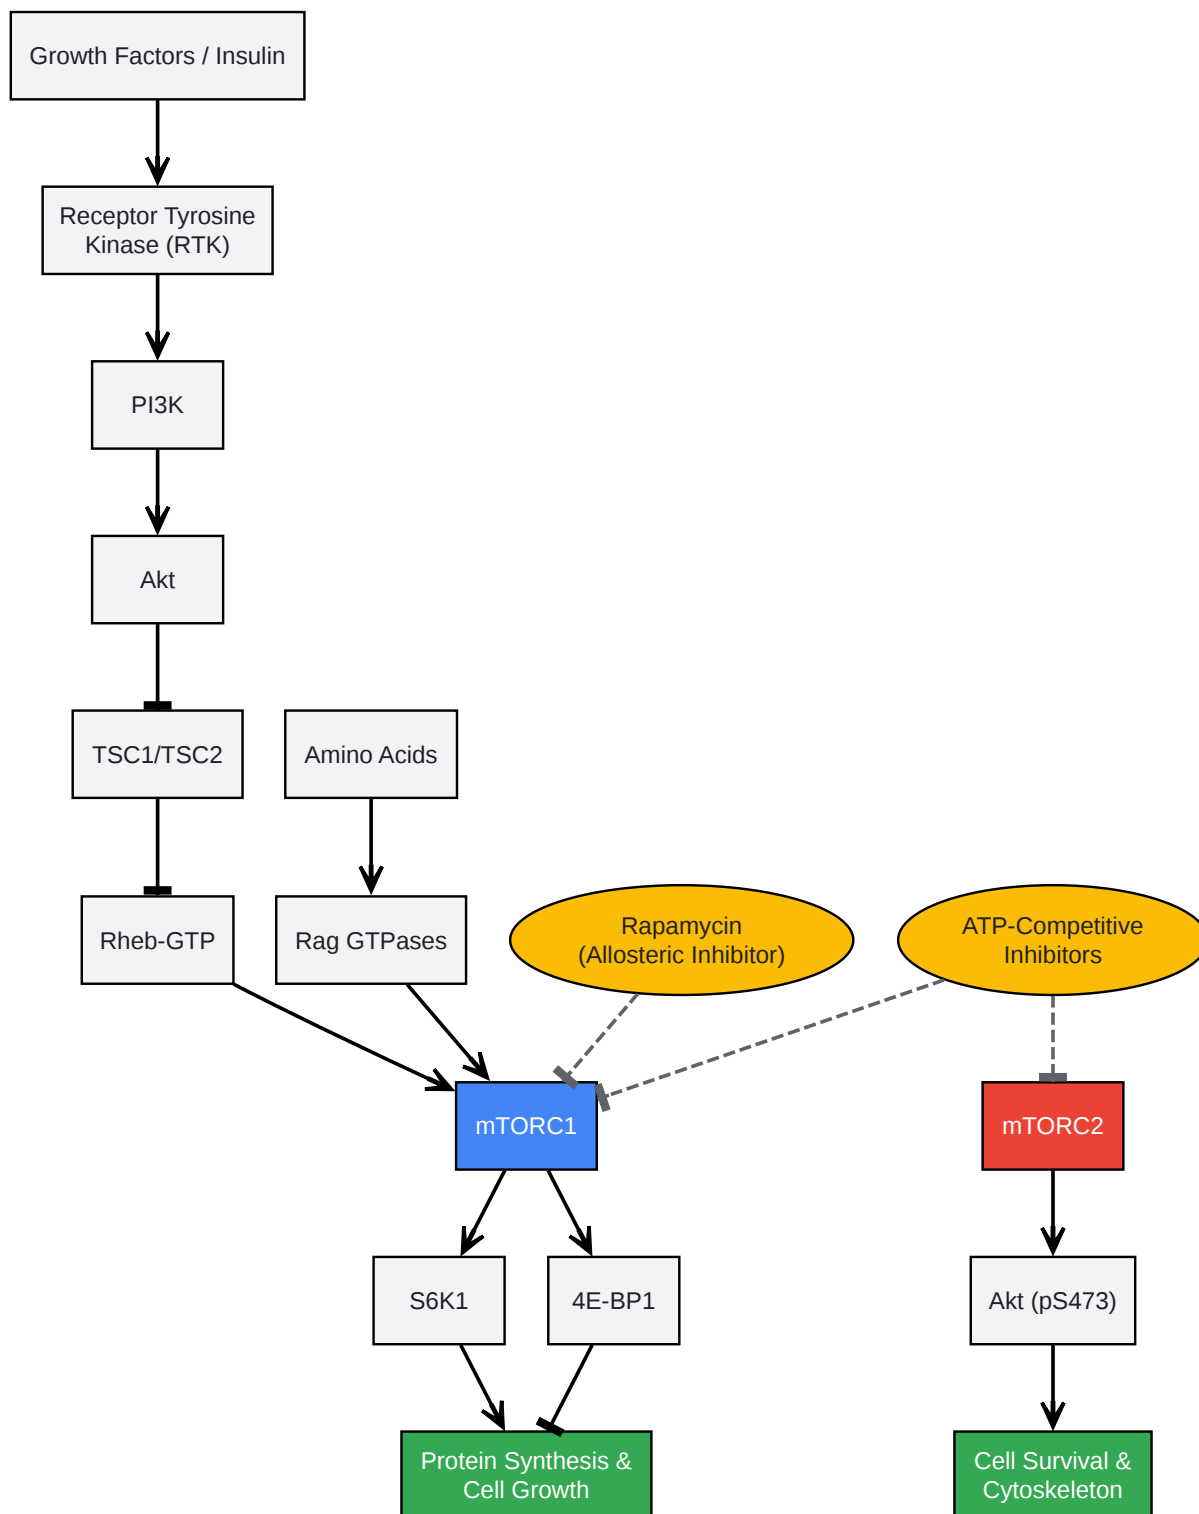 Growth Factors / Insulin
Receptor Tyrosine
Kinase (RTK)
PI3K
Akt
TSC1/TSC2
Amino Acids
Rheb-GTP
Rag GTPases
Rapamycin
(Allosteric Inhibitor)
ATP-Competitive
Inhibitors
mTORC1
mTORC2
S6K1
4E-BP1
Akt (pS473)
Protein Synthesis &
Cell Growth
Cell Survival &
Cytoskeleton